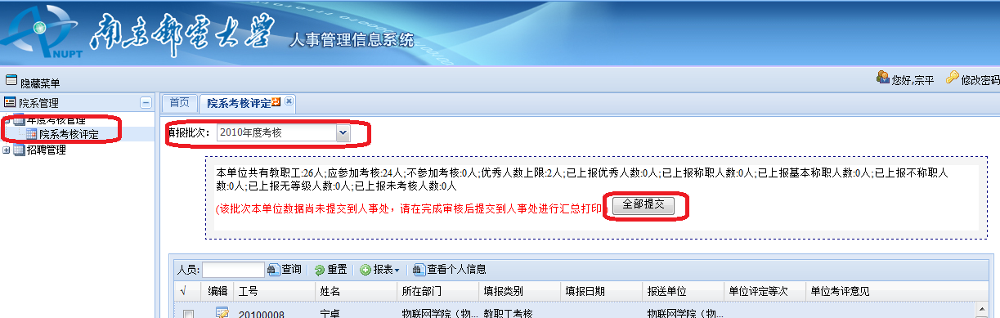 NUPT 南京邮电大学 人事管理信息系统
隐藏菜单 您好,宗平 修改密码
院系管理 首页 院系考核评定
年度考核管理
院系考核评定 填报批次： 2010年度考核
招聘管理
本单位共有教职工:26人;应参加考核:24人;不参加考核:0人;优秀人数上限:2人;已上报优秀人数:0人;已上报称职人数:0人;已上报基本称职人数:0人;已上报不称职人
数:0人;已上报无等级人数:0人;已上报未考核人数:0人
(该批次本单位数据尚未提交到人事处，请在完成审核后提交到人事处进行汇总打印) 全部提交
人员: 查询 重置 报表 查看个人信息
√ 编辑 工号 姓名 所在部门 填报类别 填报日期 报送单位 单位评定等次 单位考评意见
20100008 宁卓 物联网学院（物... 教职工考核 物联网学院（物...